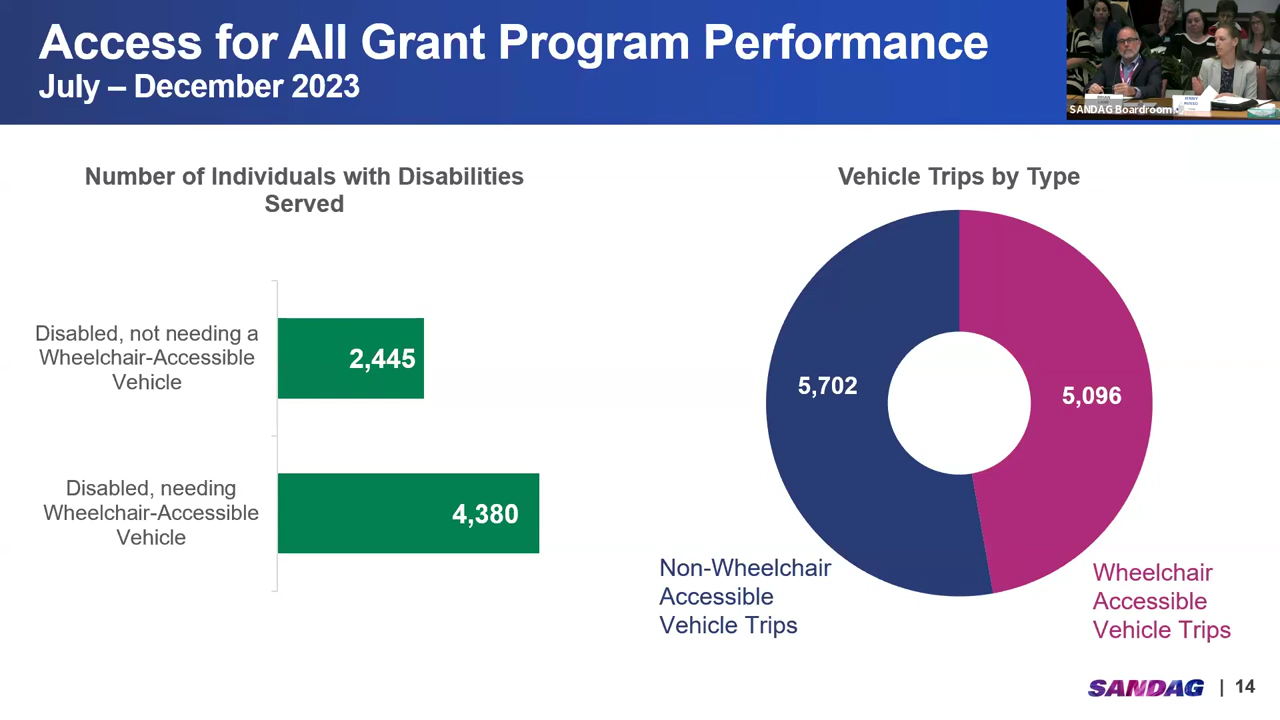 Access for All Grant Program Performance
July – December 2023
SANDAG Boardroom
Number of Individuals with Disabilities
Served
Disabled, not needing a
Wheelchair-Accessible
Vehicle
2,445
Disabled, needing
Wheelchair-Accessible
Vehicle
4,380
Vehicle Trips by Type
5,702
5,096
Non-Wheelchair
Accessible
Vehicle Trips
Wheelchair
Accessible
Vehicle Trips
SANDAG | 14